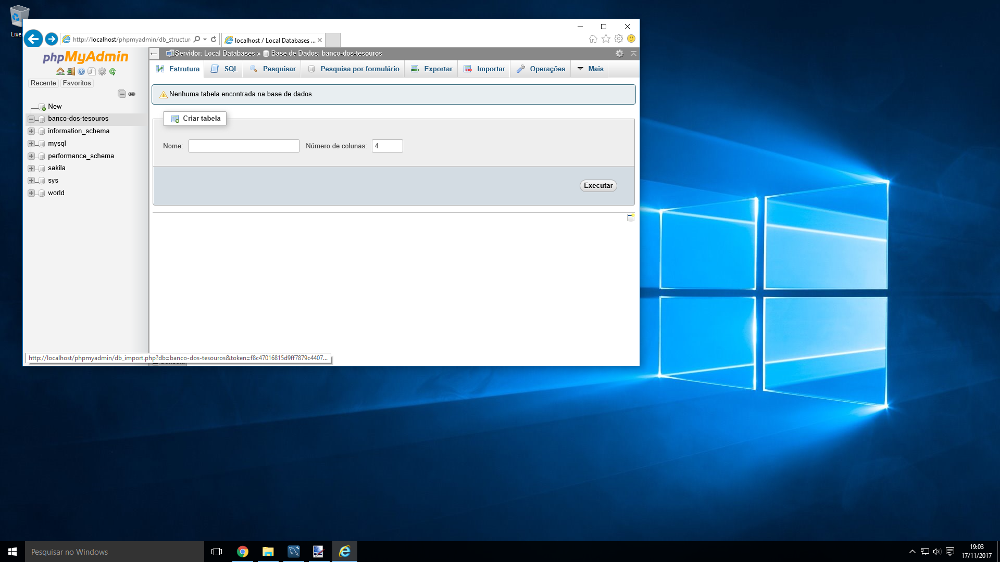 Lixei
http://localhost/phpmyadmin/db_structur
localhost / Local Databases ...
phpMyAdmin
Recente Favoritos
New
banco-dos-tesouros
information_schema
mysql
performance_schema
sakila
sys
world
Servidor: Local Databases » Base de Dados: banco-dos-tesouros
Estrutura SQL Pesquisar Pesquisa por formulário Exportar Importar Operações Mais
Nenhuma tabela encontrada na base de dados.
Criar tabela
Nome: Número de colunas: 4
Executar
http://localhost/phpmyadmin/db_import.php?db=banco-dos-tesouros&token=f8c47016815d9ff7879c4407...
Pesquisar no Windows
19:03
17/11/2017